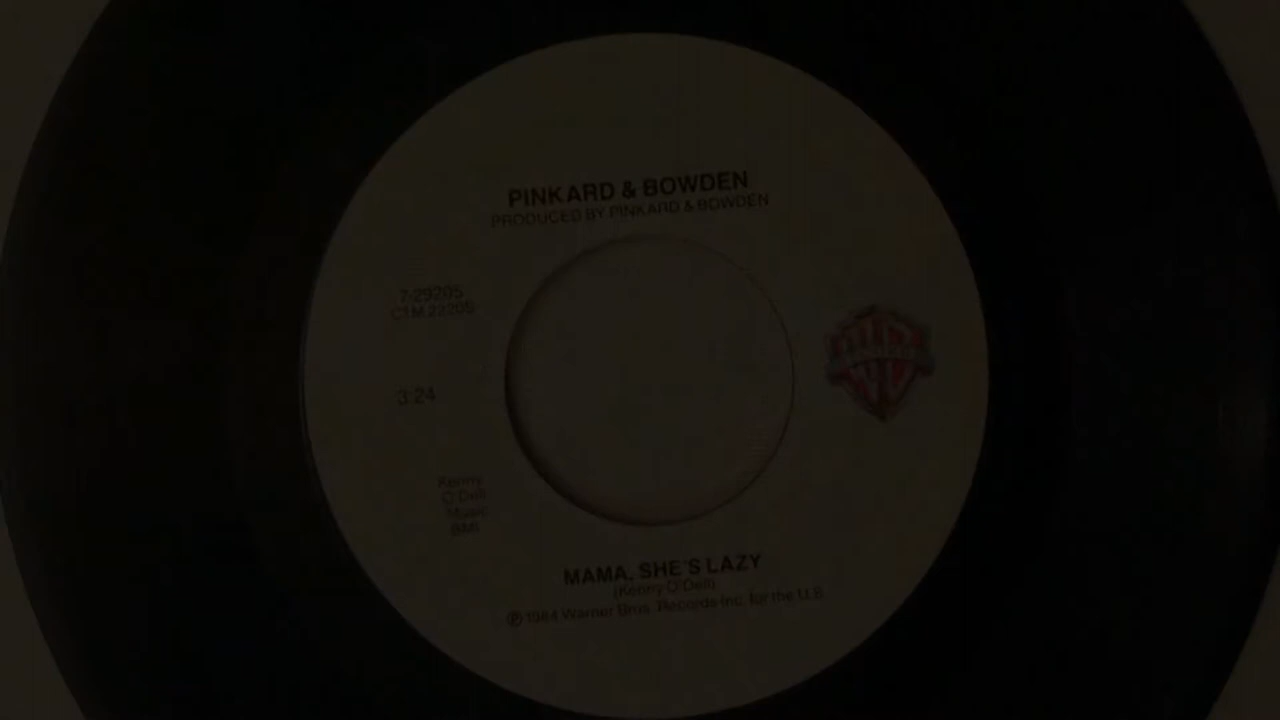 PINKARD & BOWDEN
PRODUCED BY PINKARD & BOWDEN
7-29205
3:24
Kenny
O'Dell
Music
BMI
MAMA, SHE'S LAZY
(Kenny O'Dell)
℗ 1984 Warner Bros. Records Inc. for the U.S.